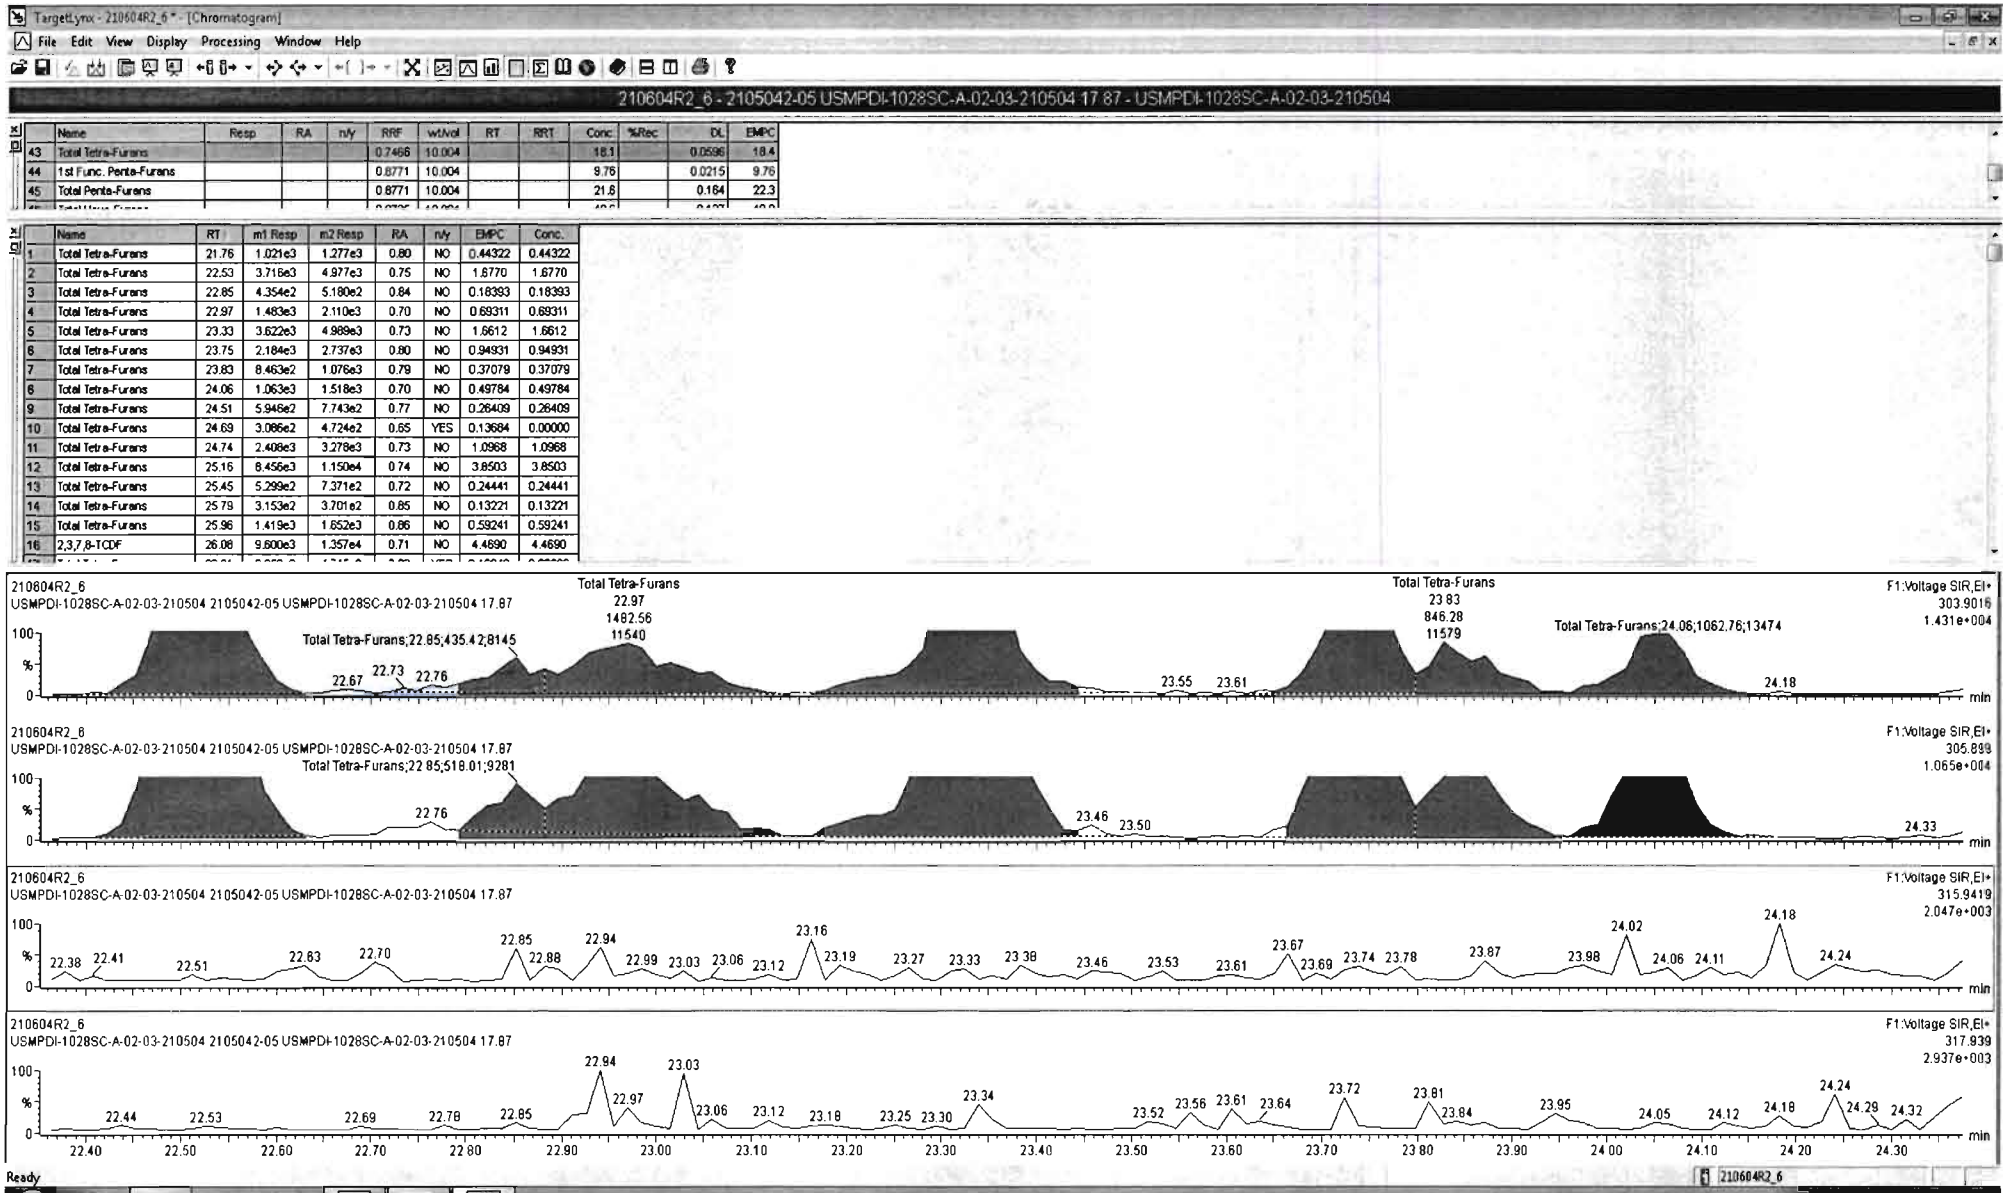 TargetLynx - 210604R2_6 * - [Chromatogram]
File Edit View Display Processing Window Help
210604R2_6 - 2105042-05 USMPDI-1028SC-A-02-03-210504 17.87 - USMPDI-1028SC-A-02-03-210504
Name Resp RA n/y RRF wt/vol RT RRT Conc. %Rec DL EMPC
43 Total Tetra-Furans 0.7466 10.004 18.1 0.0596 18.4
44 1st Func. Penta-Furans 0.8771 10.004 9.76 0.0215 9.76
45 Total Penta-Furans 0.8771 10.004 21.6 0.164 22.3
Name RT m1 Resp m2 Resp RA n/y EMPC Conc.
1 Total Tetra-Furans 21.76 1.021e3 1.277e3 0.80 NO 0.44322 0.44322
2 Total Tetra-Furans 22.53 3.716e3 4.977e3 0.75 NO 1.6770 1.6770
3 Total Tetra-Furans 22.85 4.354e2 5.180e2 0.84 NO 0.18393 0.18393
4 Total Tetra-Furans 22.97 1.483e3 2.110e3 0.70 NO 0.69311 0.69311
5 Total Tetra-Furans 23.33 3.622e3 4.989e3 0.73 NO 1.6612 1.6612
6 Total Tetra-Furans 23.75 2.184e3 2.737e3 0.80 NO 0.94931 0.94931
7 Total Tetra-Furans 23.83 8.463e2 1.076e3 0.79 NO 0.37079 0.37079
8 Total Tetra-Furans 24.06 1.063e3 1.518e3 0.70 NO 0.49784 0.49784
9 Total Tetra-Furans 24.51 5.946e2 7.743e2 0.77 NO 0.26409 0.26409
10 Total Tetra-Furans 24.69 3.086e2 4.724e2 0.65 YES 0.13684 0.00000
11 Total Tetra-Furans 24.74 2.408e3 3.278e3 0.73 NO 1.0968 1.0968
12 Total Tetra-Furans 25.16 8.456e3 1.150e4 0.74 NO 3.8503 3.8503
13 Total Tetra-Furans 25.45 5.299e2 7.371e2 0.72 NO 0.24441 0.24441
14 Total Tetra-Furans 25.79 3.153e2 3.701e2 0.85 NO 0.13221 0.13221
15 Total Tetra-Furans 25.96 1.419e3 1.652e3 0.86 NO 0.59241 0.59241
16 2,3,7,8-TCDF 26.08 9.600e3 1.357e4 0.71 NO 4.4690 4.4690
210604R2_6 Total Tetra-Furans Total Tetra-Furans F1:Voltage SIR,EI+
USMPDI-1028SC-A-02-03-210504 2105042-05 USMPDI-1028SC-A-02-03-210504 17.87 22.97 23.83 303.9016
1482.56 846.28 1.431e+004
100 Total Tetra-Furans;22.85;435.42;8145 11540 11579 Total Tetra-Furans;24.06;1062.76;13474
%
22.67 22.73 22.76 23.55 23.61 24.18
0 min
210604R2_6 F1:Voltage SIR,EI+
USMPDI-1028SC-A-02-03-210504 2105042-05 USMPDI-1028SC-A-02-03-210504 17.87 305.899
Total Tetra-Furans;22.85;518.01;9281 1.065e+004
100
%
22.76 23.46 23.50 24.33
0 min
210604R2_6 F1:Voltage SIR,EI+
USMPDI-1028SC-A-02-03-210504 2105042-05 USMPDI-1028SC-A-02-03-210504 17.87 315.9419
2.047e+003
100
%
22.38 22.41 22.51 22.63 22.70 22.85 22.88 22.94 22.99 23.03 23.06 23.12 23.16 23.19 23.27 23.33 23.38 23.46 23.53 23.61 23.67 23.69 23.74 23.78 23.87 23.98 24.02 24.06 24.11 24.18 24.24
0 min
210604R2_6 F1:Voltage SIR,EI+
USMPDI-1028SC-A-02-03-210504 2105042-05 USMPDI-1028SC-A-02-03-210504 17.87 317.939
2.937e+003
100
%
22.44 22.53 22.69 22.78 22.85 22.94 22.97 23.03 23.06 23.12 23.18 23.25 23.30 23.34 23.52 23.56 23.61 23.64 23.72 23.81 23.84 23.95 24.05 24.12 24.18 24.24 24.28 24.32
0 min
22.40 22.50 22.60 22.70 22.80 22.90 23.00 23.10 23.20 23.30 23.40 23.50 23.60 23.70 23.80 23.90 24.00 24.10 24.20 24.30
Ready 210604R2_6